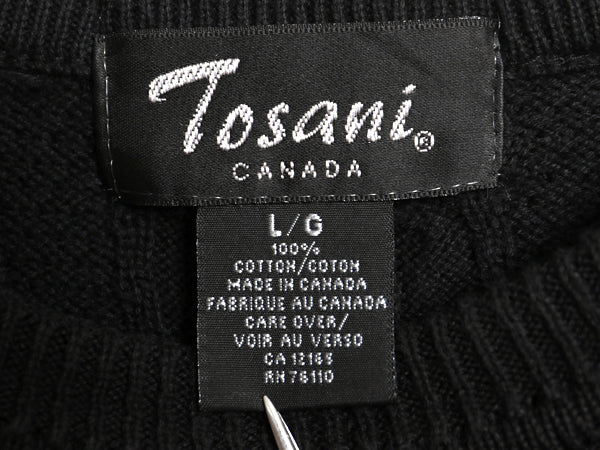 Tosani®
CANADA
L/G
100%
COTTON/COTON
MADE IN CANADA
FABRIQUE AU CANADA
CARE OVER/
VOIR AU VERSO
CA 12165
RN 76110